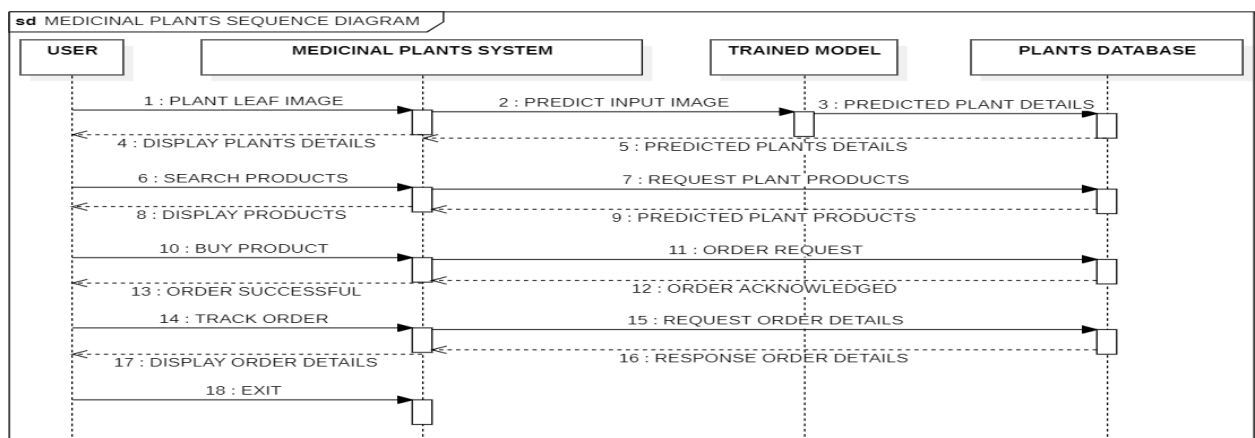 sd MEDICINAL PLANTS SEQUENCE DIAGRAM
USER
MEDICINAL PLANTS SYSTEM
TRAINED MODEL
PLANTS DATABASE
1 : PLANT LEAF IMAGE
2 : PREDICT INPUT IMAGE
3 : PREDICTED PLANT DETAILS
4 : DISPLAY PLANTS DETAILS
5 : PREDICTED PLANTS DETAILS
6 : SEARCH PRODUCTS
7 : REQUEST PLANT PRODUCTS
8 : DISPLAY PRODUCTS
9 : PREDICTED PLANT PRODUCTS
10 : BUY PRODUCT
11 : ORDER REQUEST
13 : ORDER SUCCESSFUL
12 : ORDER ACKNOWLEDGED
14 : TRACK ORDER
15 : REQUEST ORDER DETAILS
17 : DISPLAY ORDER DETAILS
16 : RESPONSE ORDER DETAILS
18 : EXIT